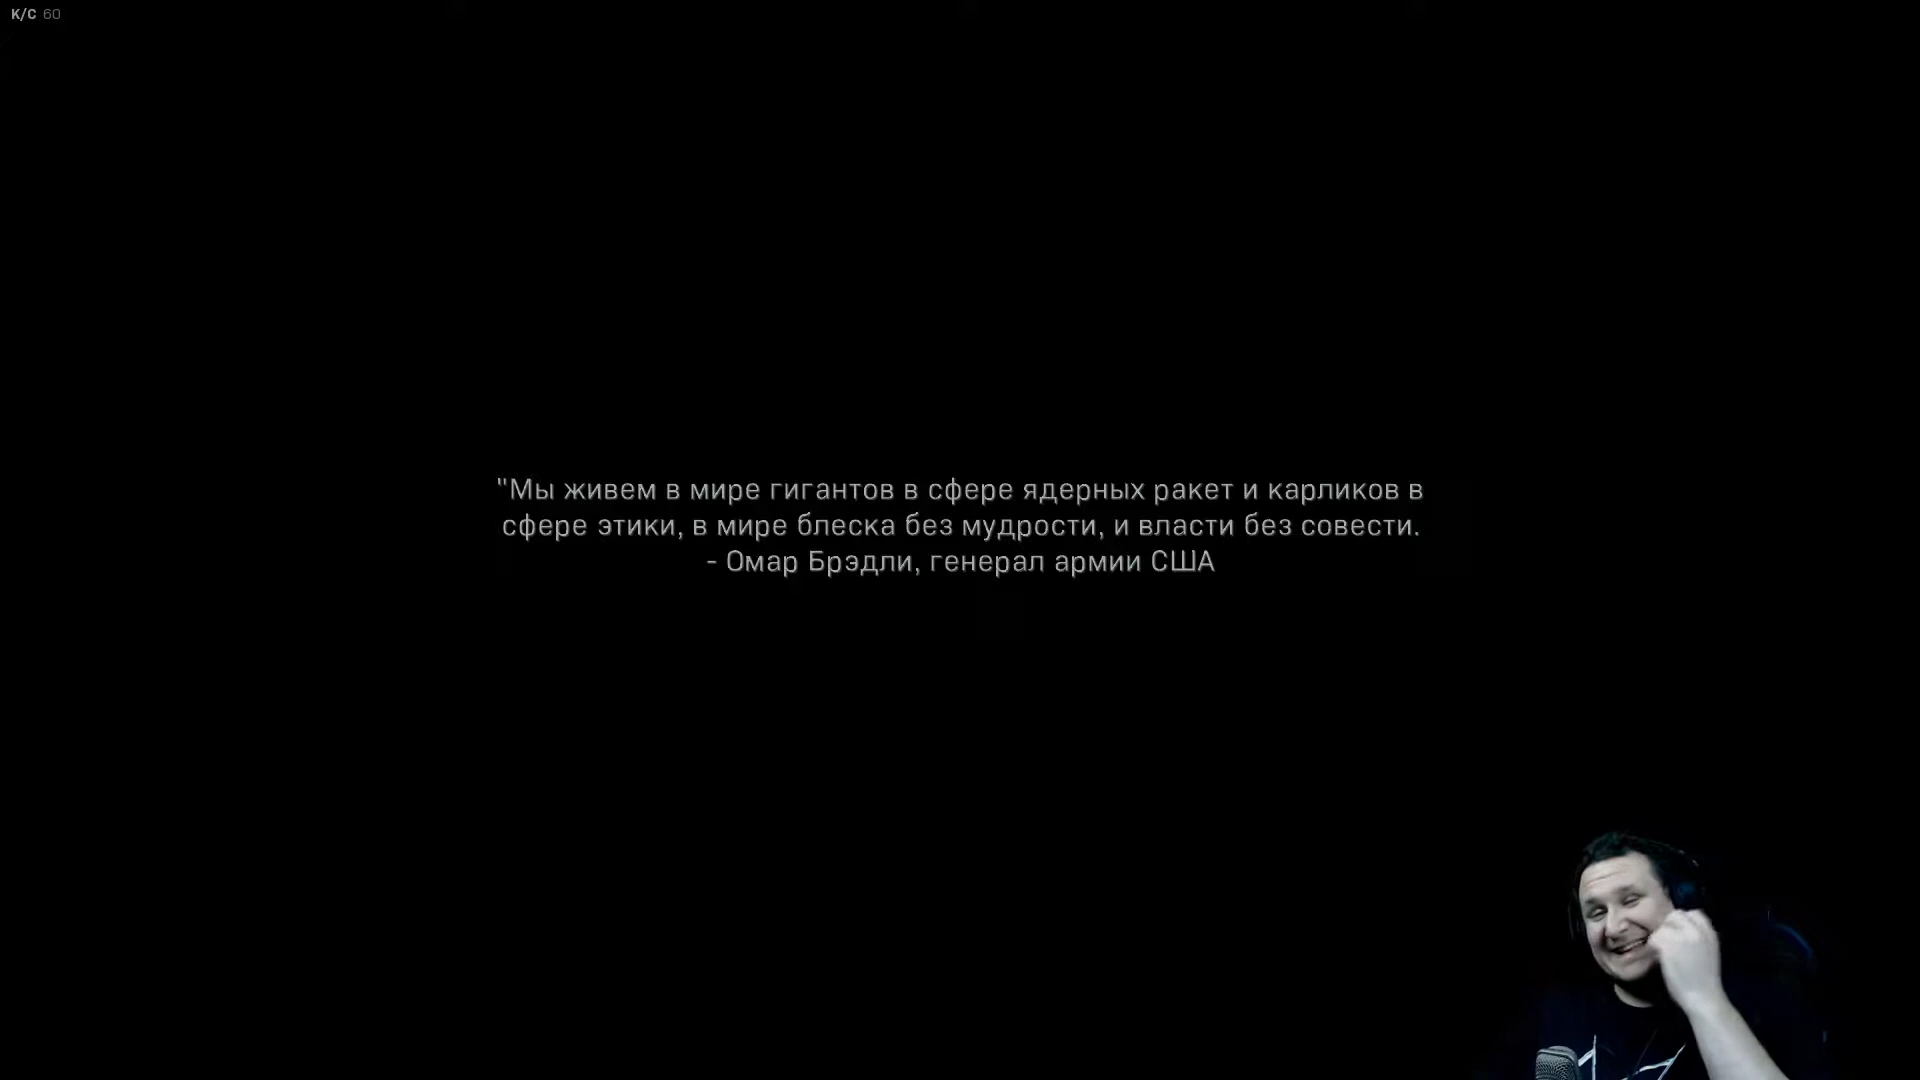 К/С 60
"Мы живем в мире гигантов в сфере ядерных ракет и карликов в
сфере этики, в мире блеска без мудрости, и власти без совести.
- Омар Брэдли, генерал армии США